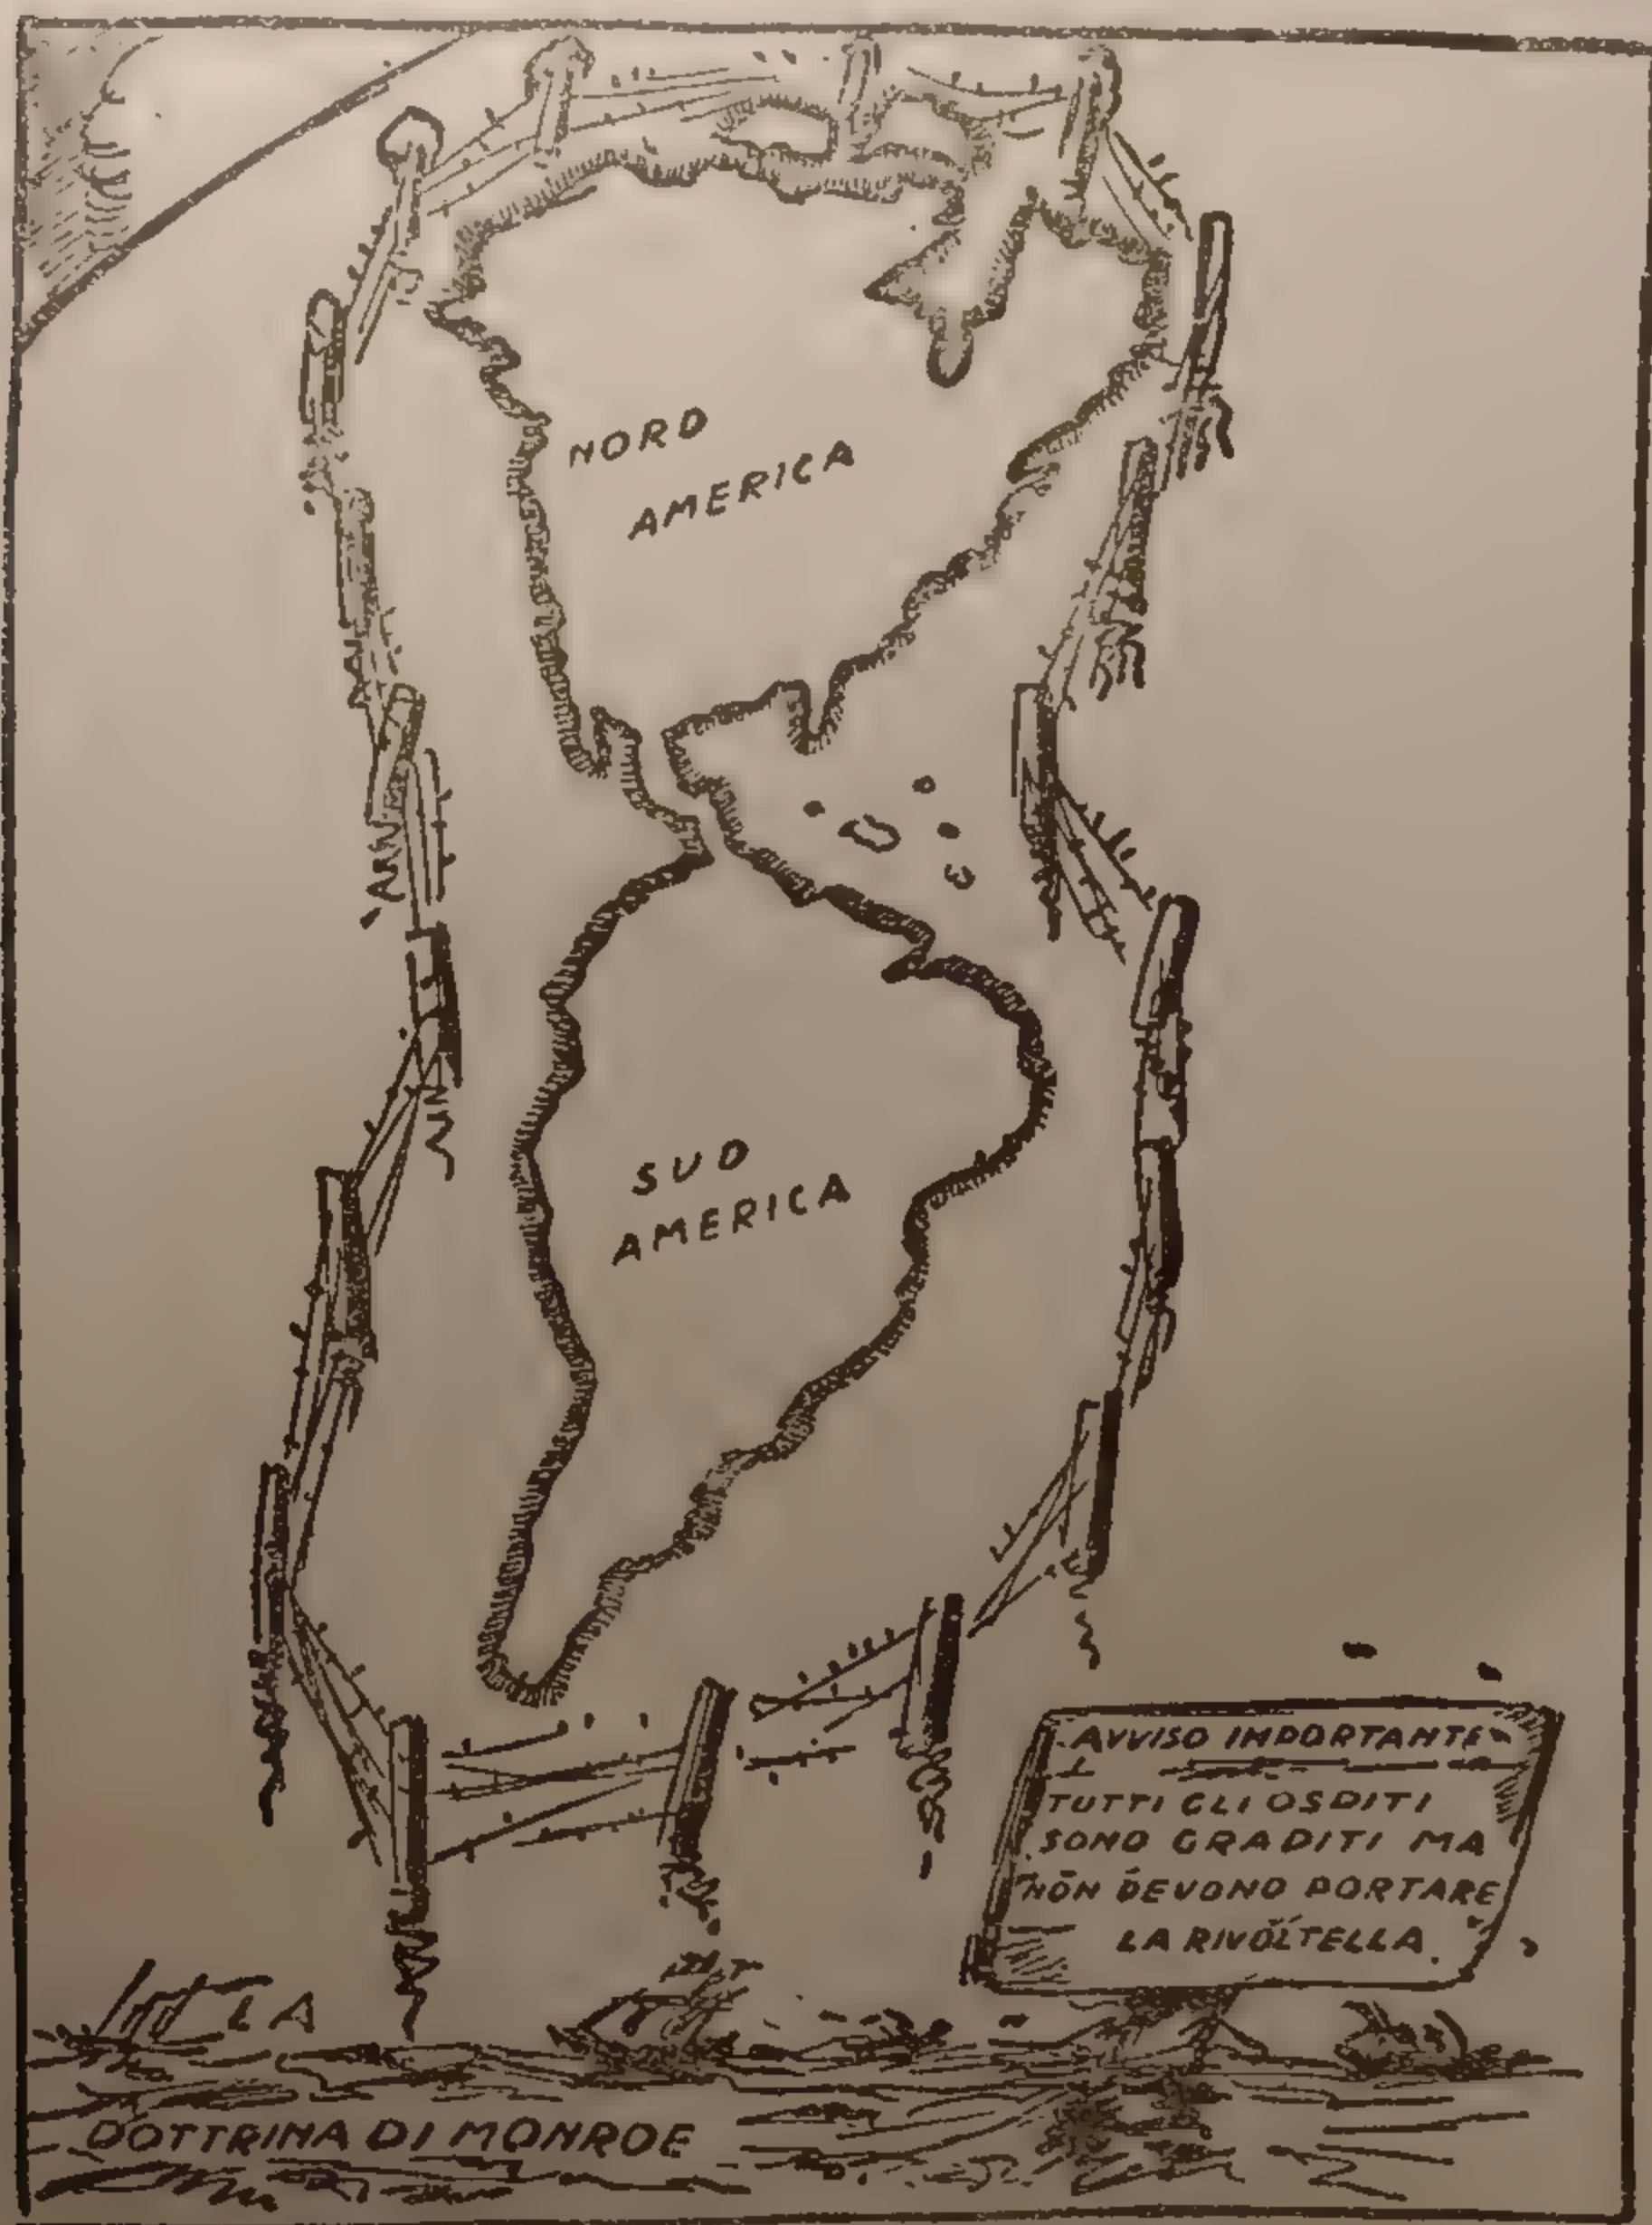 NORD
AMERICA
SUD
AMERICA
AVVISO IMPORTANTE
TUTTI GLI OSPITI
SONO GRADITI MA
NON DEVONO PORTARE
LA RIVOLTELLA.
LA
DOTTRINA DI MONROE